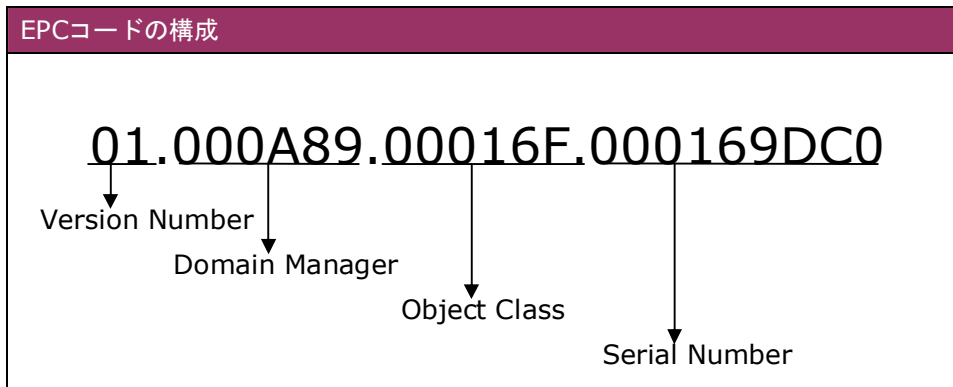 EPCコードの構成
01.000A89.00016F.000169DC0
Version Number
Domain Manager
Object Class
Serial Number